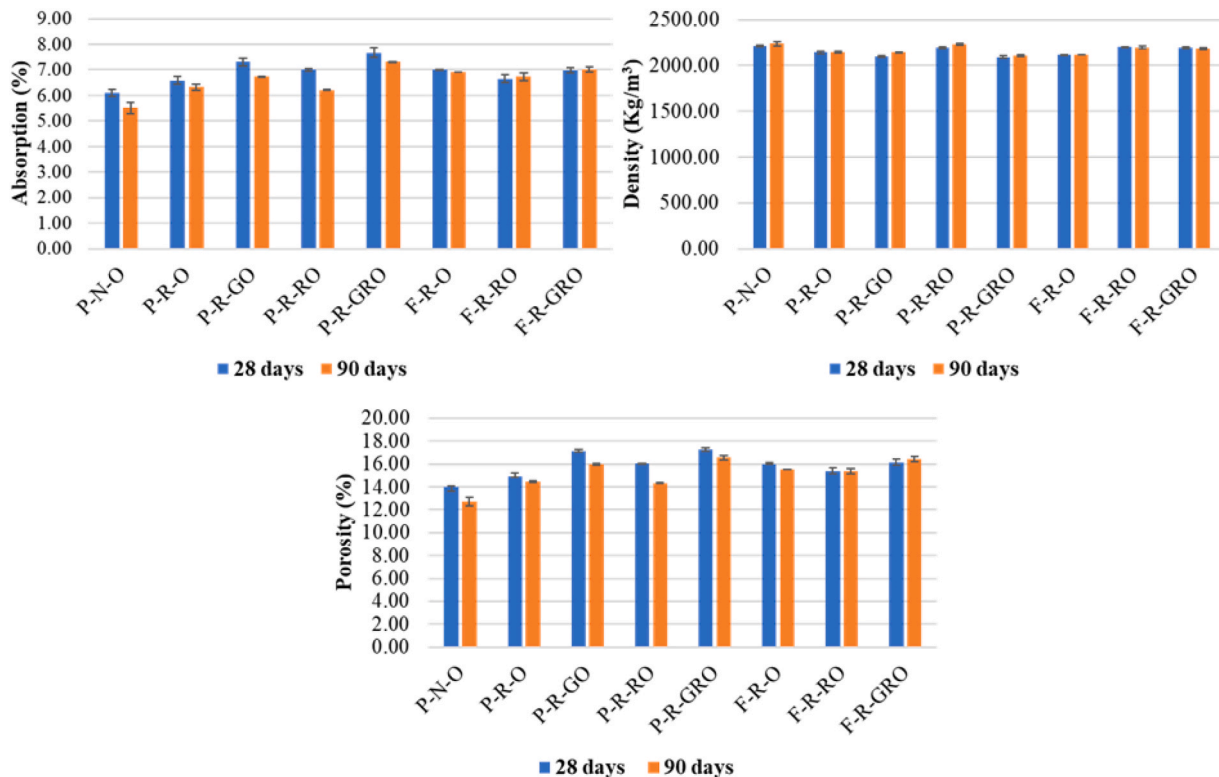 Absorption (%)
9.00
8.00
7.00
6.00
5.00
4.00
3.00
2.00
1.00
0.00
P-N-O
P-R-O
P-R-GO
P-R-RO
P-R-GRO
F-R-O
F-R-RO
F-R-GRO
28 days 90 days
Density (Kg/m³)
2500.00
2000.00
1500.00
1000.00
500.00
0.00
P-N-O
P-R-O
P-R-GO
P-R-RO
P-R-GRO
F-R-O
F-R-RO
F-R-GRO
28 days 90 days
Porosity (%)
20.00
18.00
16.00
14.00
12.00
10.00
8.00
6.00
4.00
2.00
0.00
P-N-O
P-R-O
P-R-GO
P-R-RO
P-R-GRO
F-R-O
F-R-RO
F-R-GRO
28 days 90 days